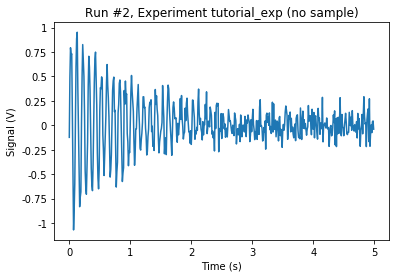 Run #2, Experiment tutorial_exp (no sample)
Signal (V)
1
0.75
0.5
0.25
0
-0.25
-0.5
-0.75
-1
0 1 2 3 4 5
Time (s)